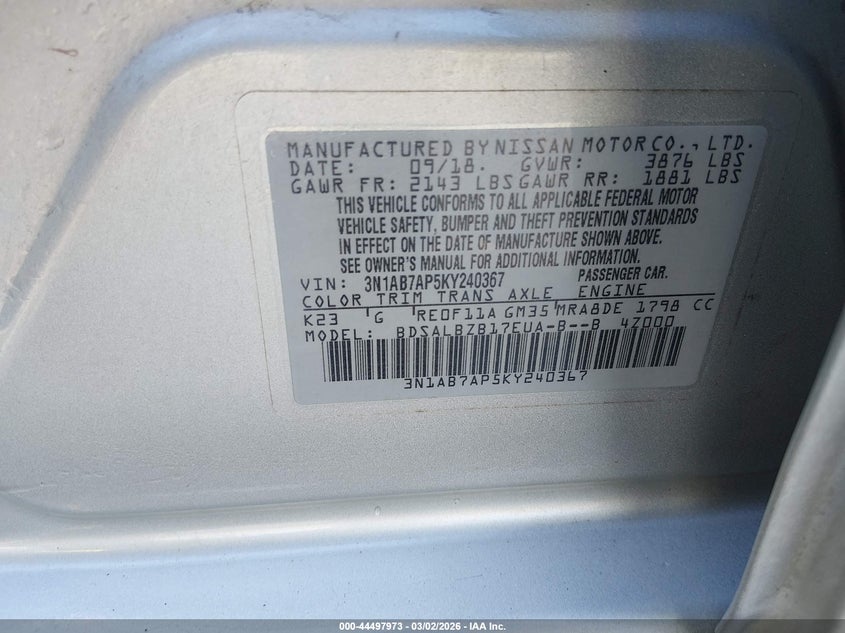 MANUFACTURED BY NISSAN MOTOR CO., LTD.
DATE: 09/18. GVWR: 3876 LBS
GAWR FR: 2143 LBS GAWR RR: 1881 LBS
THIS VEHICLE CONFORMS TO ALL APPLICABLE FEDERAL MOTOR
VEHICLE SAFETY, BUMPER AND THEFT PREVENTION STANDARDS
IN EFFECT ON THE DATE OF MANUFACTURE SHOWN ABOVE.
SEE OWNER'S MANUAL FOR ADDITIONAL INFORMATION.
VIN: 3N1AB7AP5KY240367 PASSENGER CAR.
COLOR TRIM TRANS AXLE ENGINE
K23 G RE0F11A GM35 MRA8DE 1798 CC
MODEL: BDSALBZB17EUA-B--B 4Z000
3N1AB7AP5KY240367
000-44497973 - 03/02/2026 - IAA Inc.